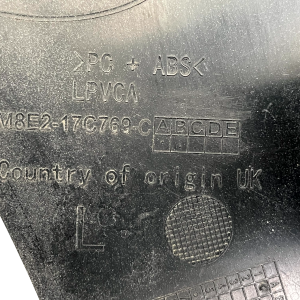 >PC + ABS<
LPVCA
M8E2-17C769-C ABCDE
Country of origin UK
L